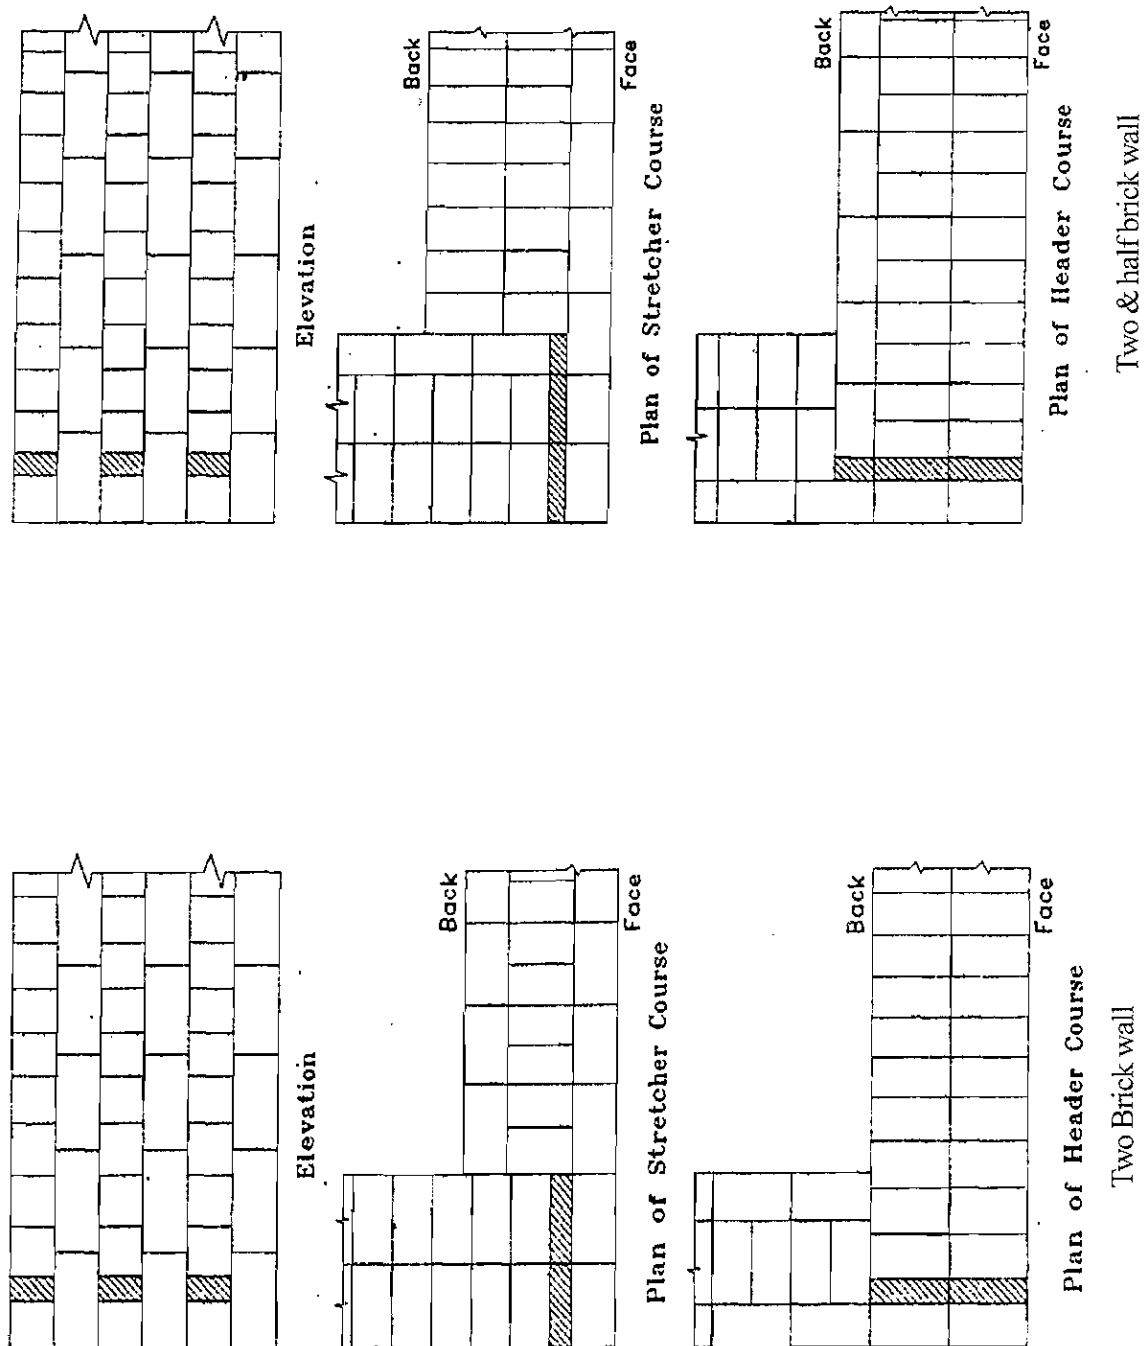 Elevation
Back
Face
Plan of Stretcher Course
Back
Face
Plan of Header Course
Two Brick wall
Elevation
Back
Face
Plan of Stretcher Course
Back
Face
Plan of Header Course
Two & half brick wall